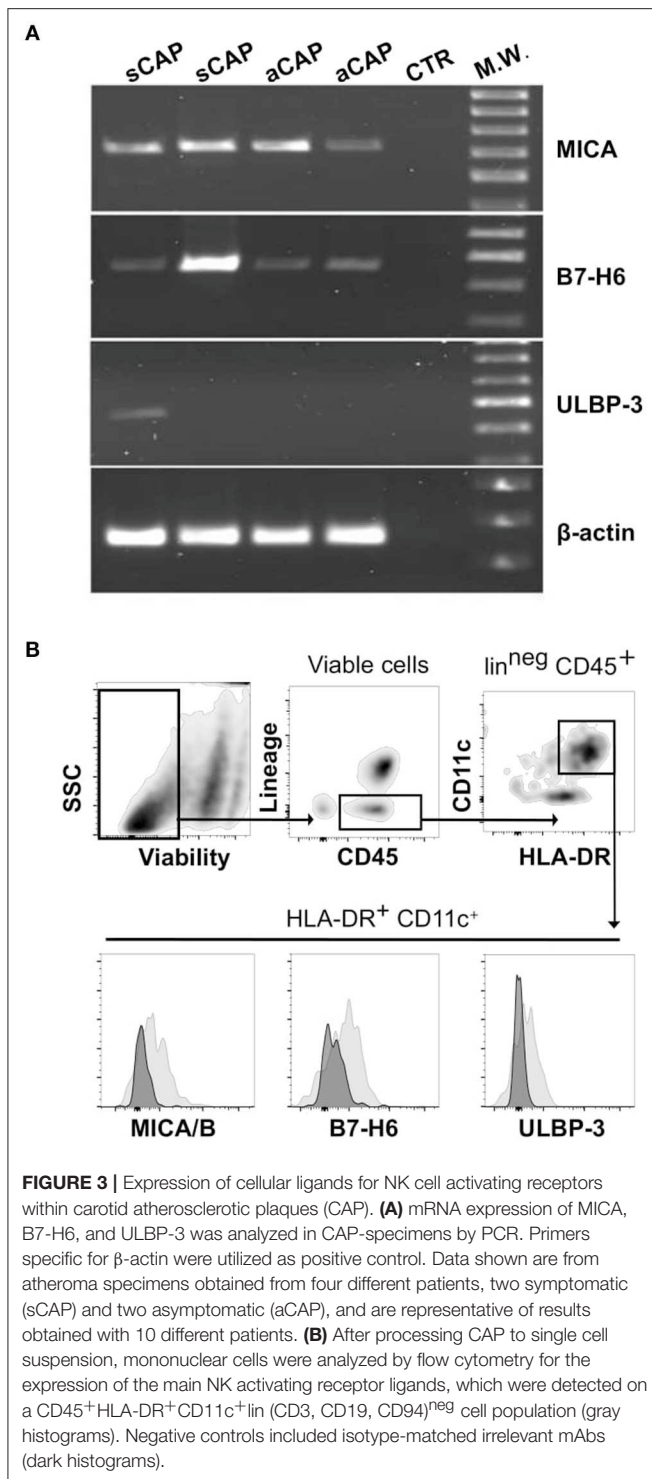 A
sCAP sCAP aCAP aCAP CTR M.W.
MICA
B7-H6
ULBP-3
β-actin
B
Viable cells
lin^neg CD45^+
SSC
Lineage
CD11c
Viability
CD45
HLA-DR
HLA-DR^+ CD11c^+
MICA/B
B7-H6
ULBP-3
FIGURE 3 | Expression of cellular ligands for NK cell activating receptors
within carotid atherosclerotic plaques (CAP). (A) mRNA expression of MICA,
B7-H6, and ULBP-3 was analyzed in CAP-specimens by PCR. Primers
specific for β-actin were utilized as positive control. Data shown are from
atheroma specimens obtained from four different patients, two symptomatic
(sCAP) and two asymptomatic (aCAP), and are representative of results
obtained with 10 different patients. (B) After processing CAP to single cell
suspension, mononuclear cells were analyzed by flow cytometry for the
expression of the main NK activating receptor ligands, which were detected on
a CD45^+HLA-DR^+CD11c^+lin (CD3, CD19, CD94)^neg cell population (gray
histograms). Negative controls included isotype-matched irrelevant mAbs
(dark histograms).